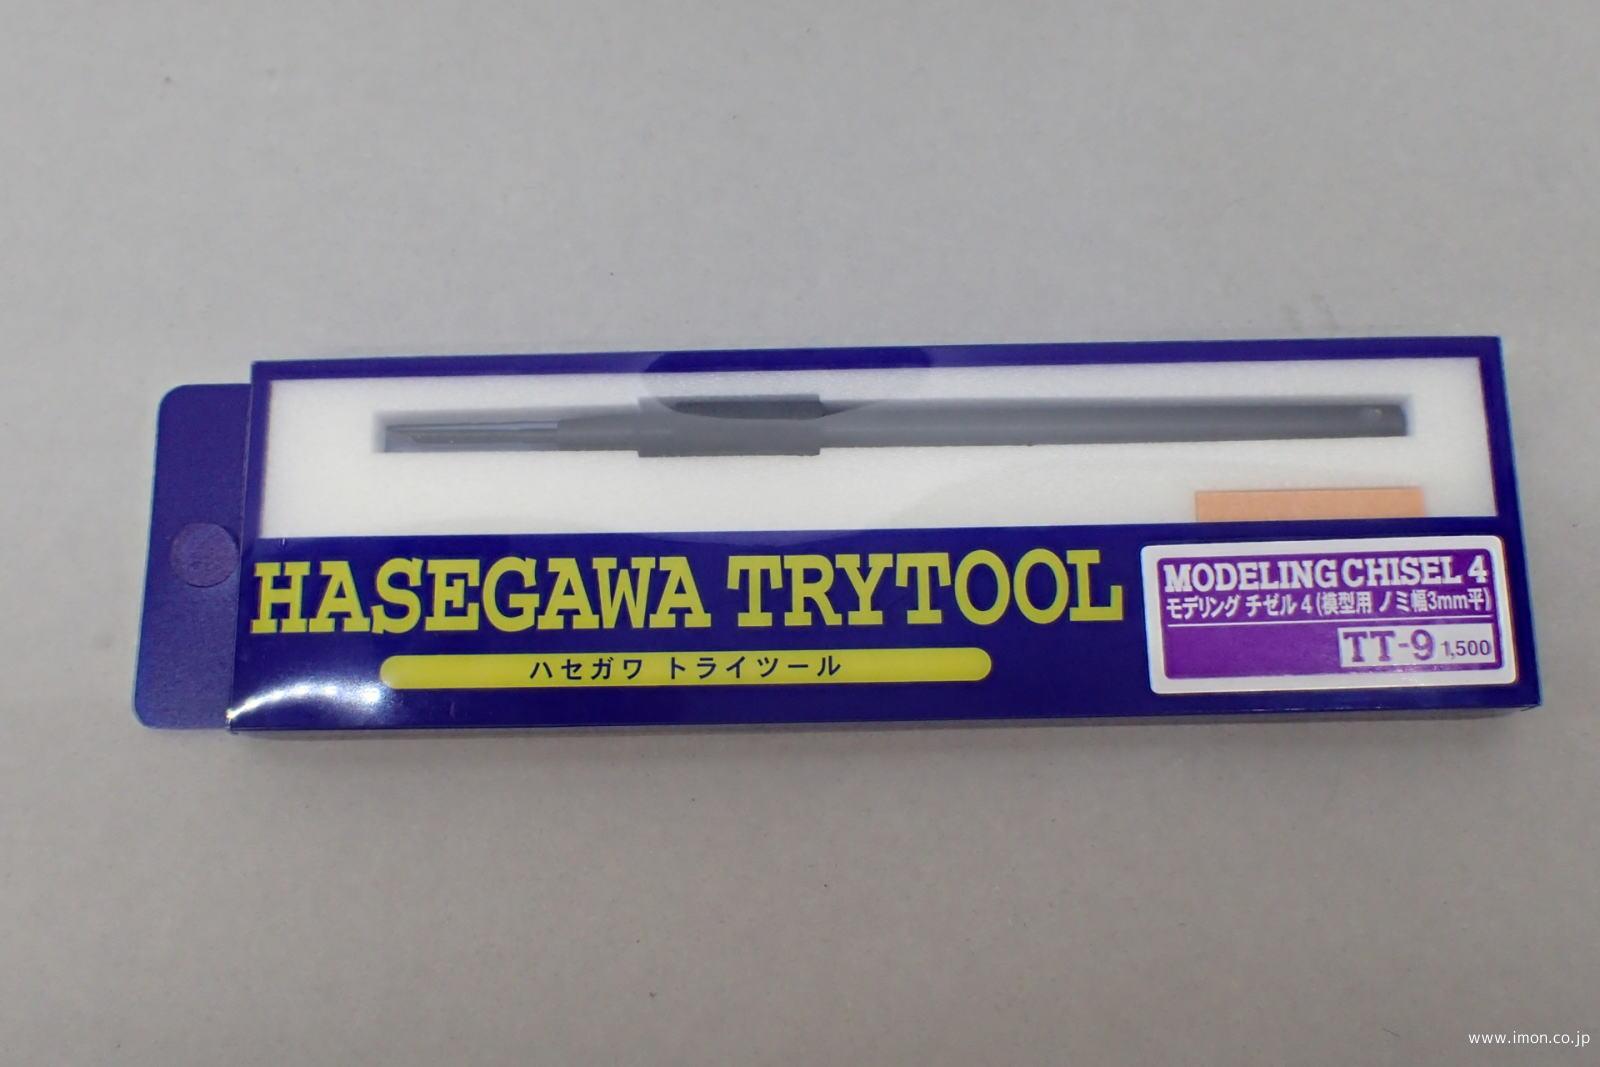 HASEGAWA TRYTOOL
ハセガワ トライツール
MODELING CHISEL 4
モデリング チゼル 4 (模型用 ノミ幅3mm平)
TT-9 1,500
www.imon.co.jp